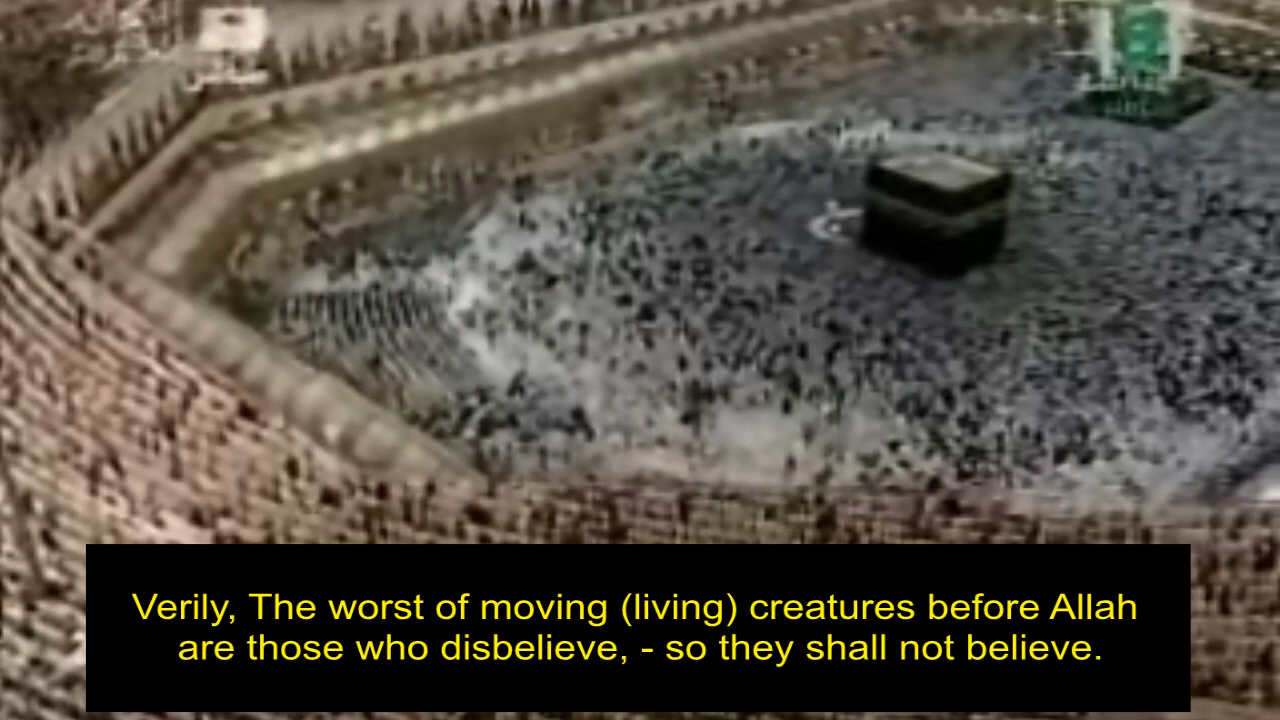 Verily, The worst of moving (living) creatures before Allah
are those who disbelieve, - so they shall not believe.